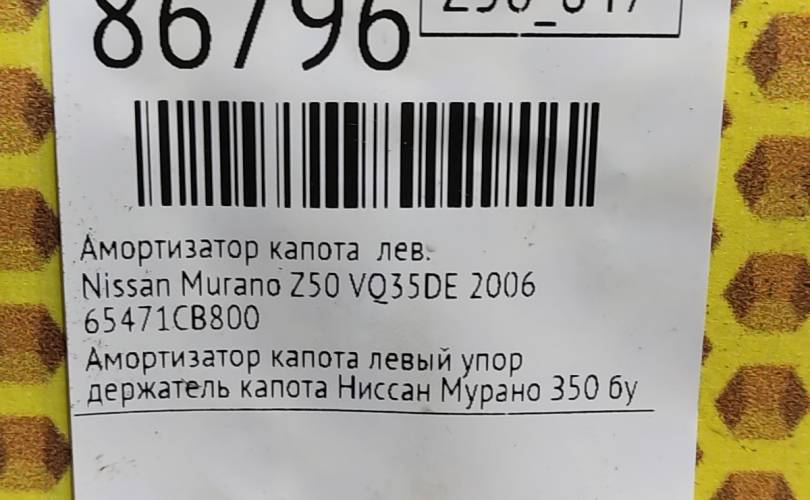 86796
Амортизатор капота лев.
Nissan Murano Z50 VQ35DE 2006
65471CB800
Амортизатор капота левый упор
держатель капота Ниссан Мурано З50 бу